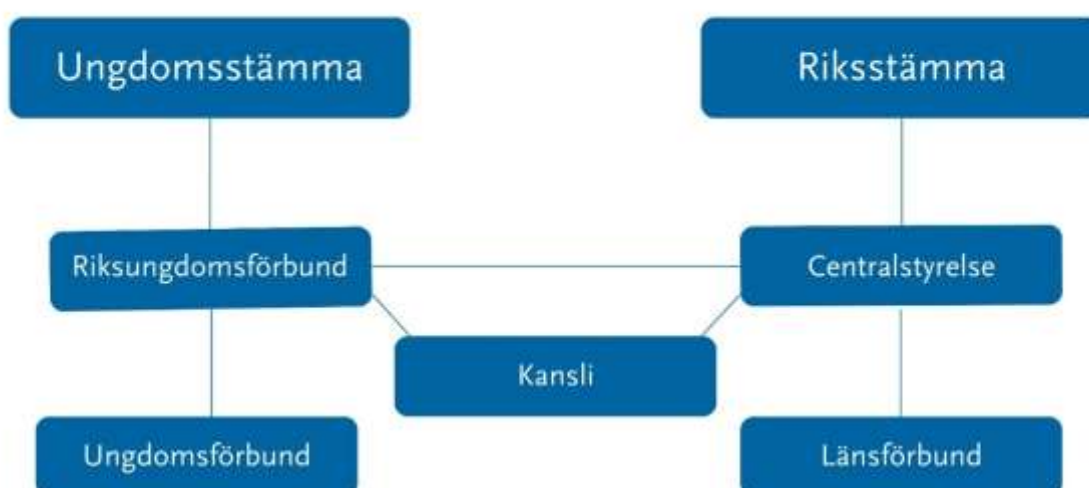 Ungdomsstämma
Riksstämma
Riksungdomsförbund
Centralstyrelse
Kansli
Ungdomsförbund
Länsförbund